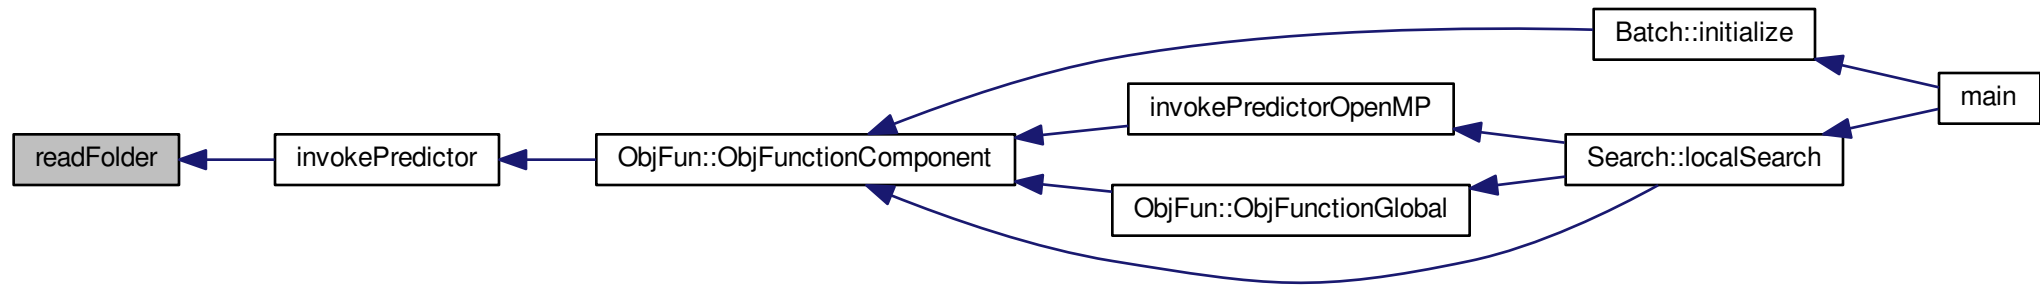 readFolder
invokePredictor
ObjFun::ObjFunctionComponent
Batch::initialize
invokePredictorOpenMP
ObjFun::ObjFunctionGlobal
Search::localSearch
main